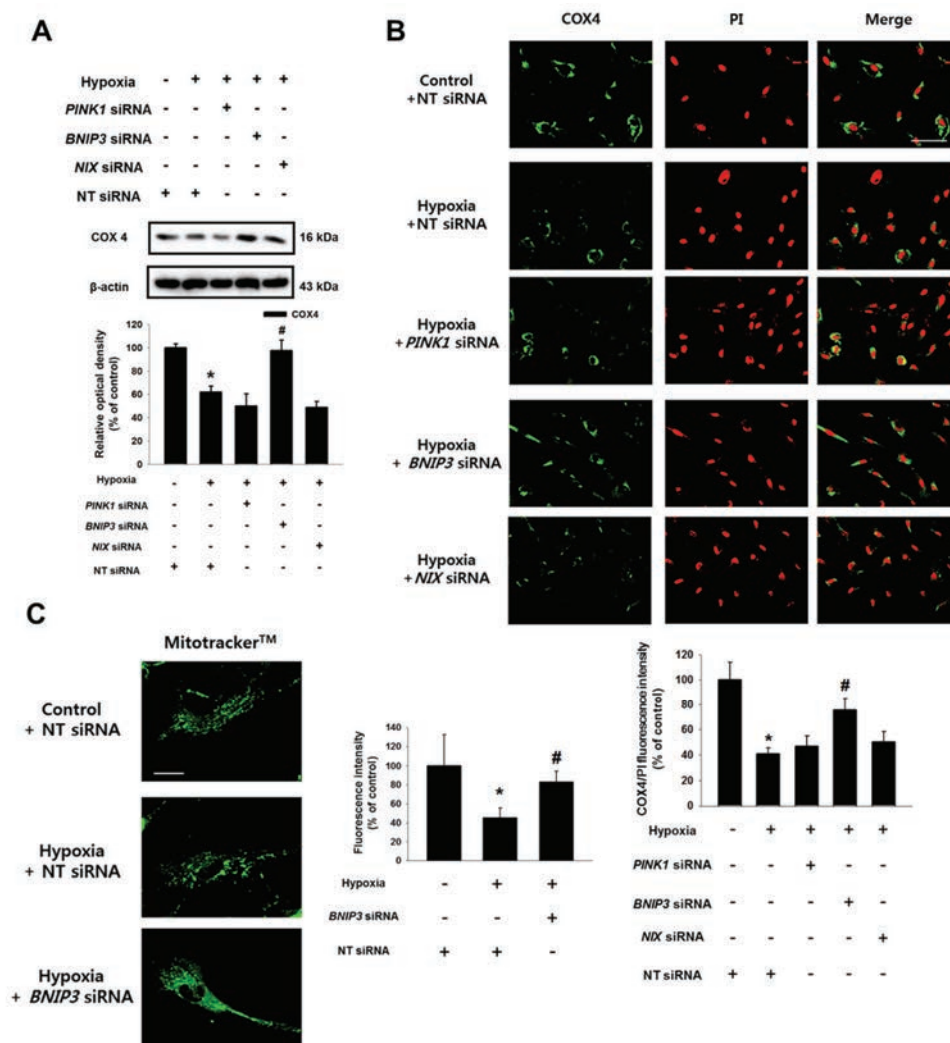 A
Hypoxia - + + + +
PINK1 siRNA - - + - -
BNIP3 siRNA - - - + -
NIX siRNA - - - - +
NT siRNA + + - - -
COX 4 16 kDa
β-actin 43 kDa
COX4
Relative optical density
(% of control)
120
100
80
60
40
20
0
*
#
Hypoxia - + + + +
PINK1 siRNA - - + - -
BNIP3 siRNA - - - + -
NIX siRNA - - - - +
NT siRNA + + - - -
B
COX4 PI Merge
Control
+NT siRNA
Hypoxia
+NT siRNA
Hypoxia
+PINK1 siRNA
Hypoxia
+ BNIP3 siRNA
Hypoxia
+NIX siRNA
COX4/PI fluorescence intensity
(% of control)
120
100
80
60
40
20
0
*
#
Hypoxia - + + + +
PINK1 siRNA - - + - -
BNIP3 siRNA - - - + -
NIX siRNA - - - - +
NT siRNA + + - - -
C
Mitotracker™
Control
+ NT siRNA
Hypoxia
+ NT siRNA
Hypoxia
+ BNIP3 siRNA
Fluorescence intensity
(% of control)
140
120
100
80
60
40
20
0
*
#
Hypoxia - + +
BNIP3 siRNA - - +
NT siRNA + + -